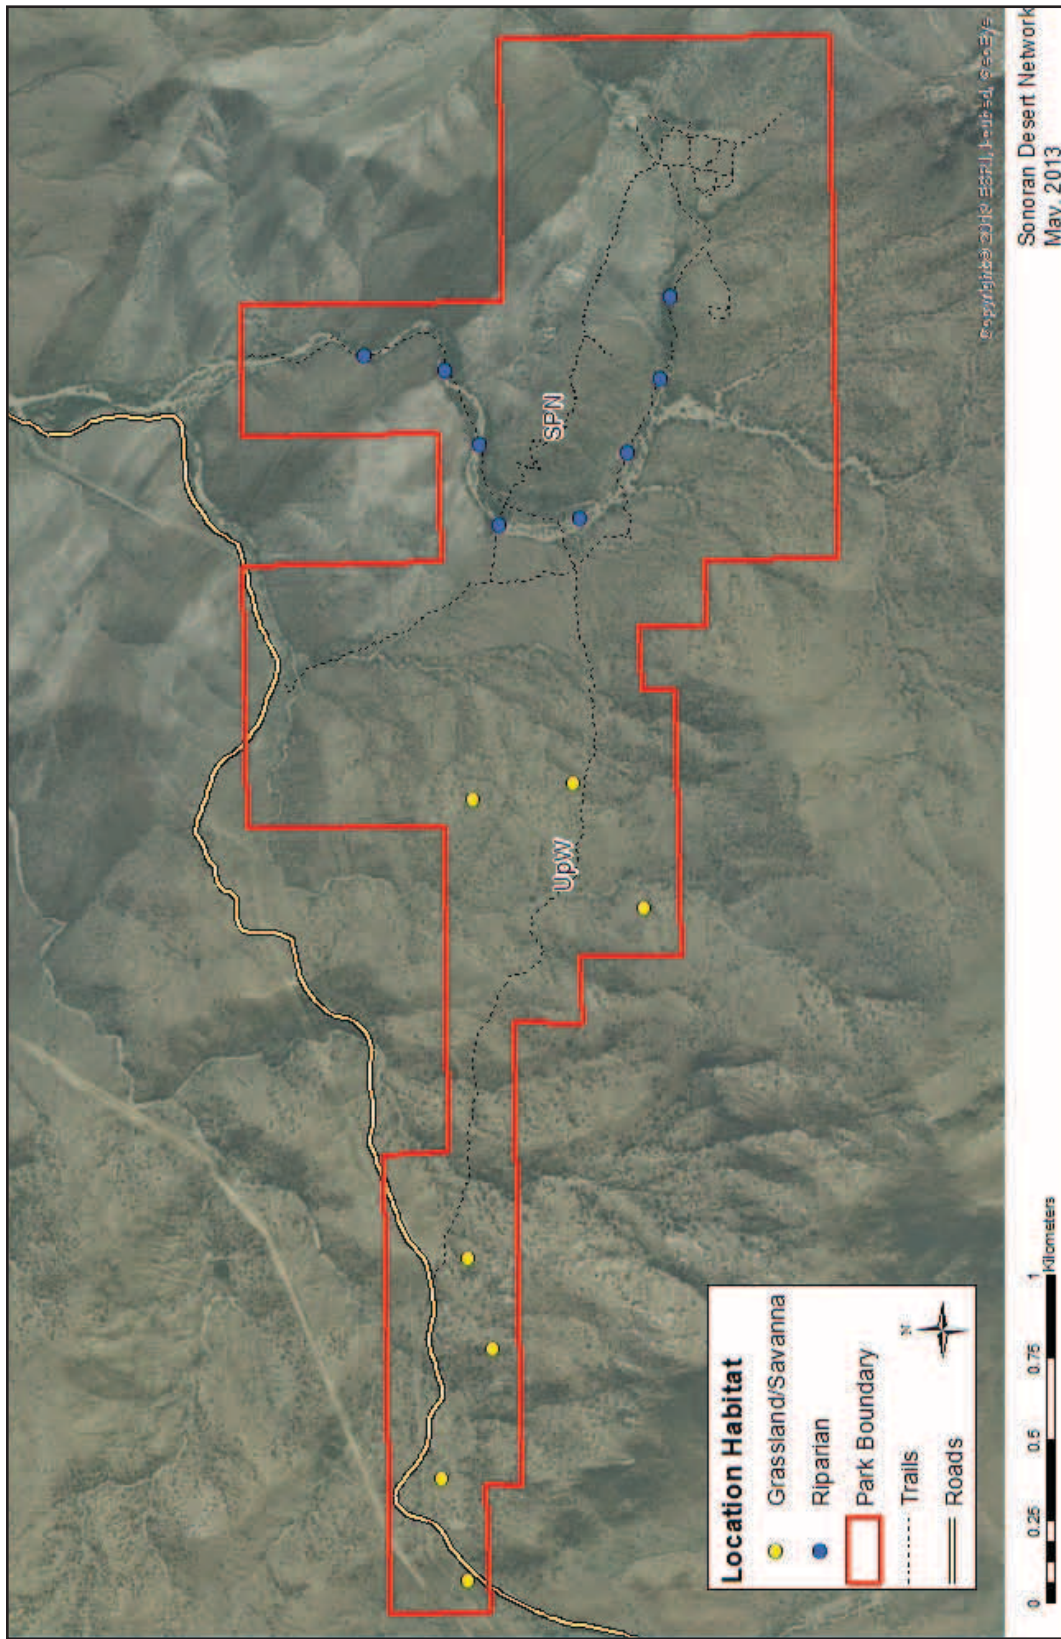 SPN
UpW
Location Habitat
Grassland/Savanna
Riparian
Park Boundary
Trails
Roads
N
0 0.25 0.5 0.75 1
Kilometers
Sonoran Desert Network
May, 2013